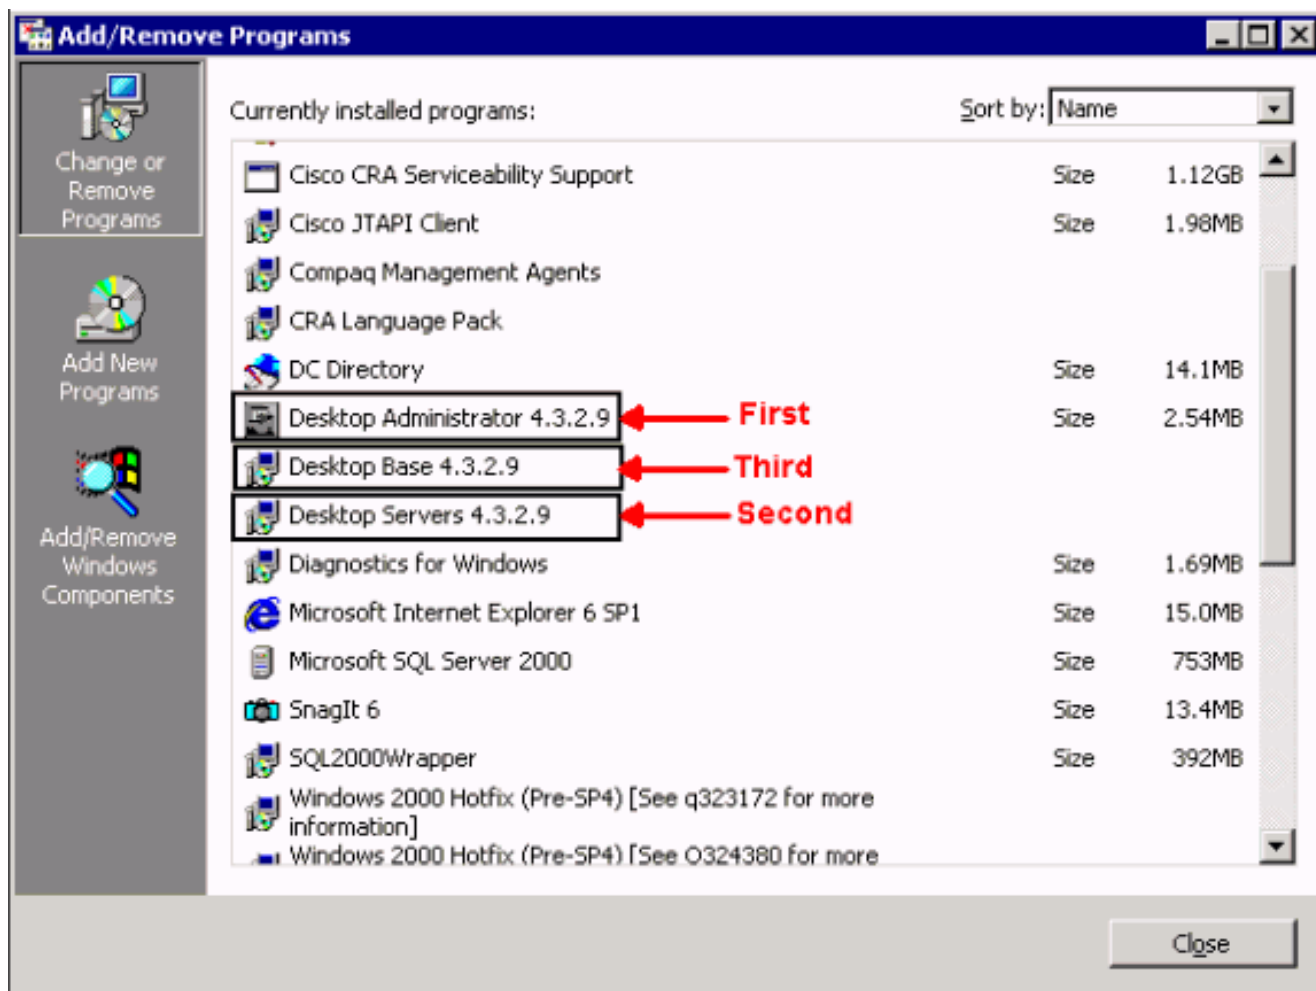 Add/Remove Programs
Change or
Remove
Programs
Add New
Programs
Add/Remove
Windows
Components
Currently installed programs:
Sort by: Name
Cisco CRA Serviceability Support Size 1.12GB
Cisco JTAPI Client Size 1.98MB
Compaq Management Agents
CRA Language Pack
DC Directory Size 14.1MB
Desktop Administrator 4.3.2.9 First Size 2.54MB
Desktop Base 4.3.2.9 Third
Desktop Servers 4.3.2.9 Second
Diagnostics for Windows Size 1.69MB
Microsoft Internet Explorer 6 SP1 Size 15.0MB
Microsoft SQL Server 2000 Size 753MB
SnagIt 6 Size 13.4MB
SQL2000Wrapper Size 392MB
Windows 2000 Hotfix (Pre-SP4) [See q323172 for more
information]
Windows 2000 Hotfix (Pre-SP4) [See Q324380 for more
Close